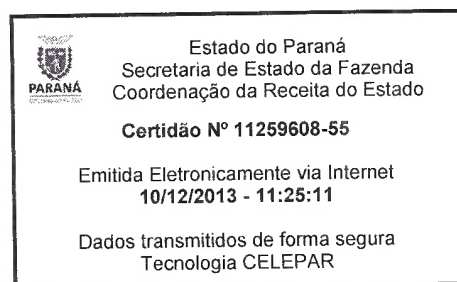 Estado do Paraná
Secretaria de Estado da Fazenda
PARANÁ
Coordenação da Receita do Estado
Certidão Nº 11259608-55
Emitida Eletronicamente via Internet
10/12/2013 - 11:25:11
Dados transmitidos de forma segura
Tecnologia CELEPAR